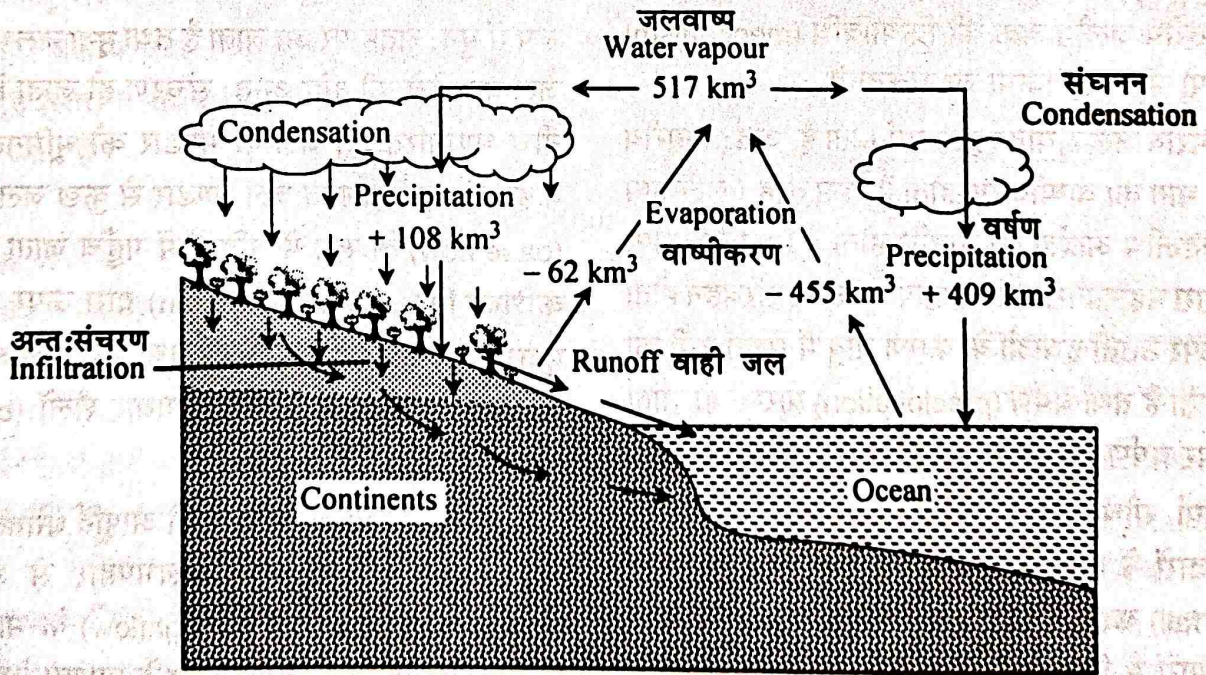 जलवाष्प
Water vapour
517 km³
संघनन
Condensation
Condensation
Precipitation
+ 108 km³
Evaporation
वाष्पीकरण
वर्षण
Precipitation
+ 409 km³
− 62 km³
− 455 km³
अन्त:संचरण
Infiltration
Runoff वाही जल
Continents
Ocean